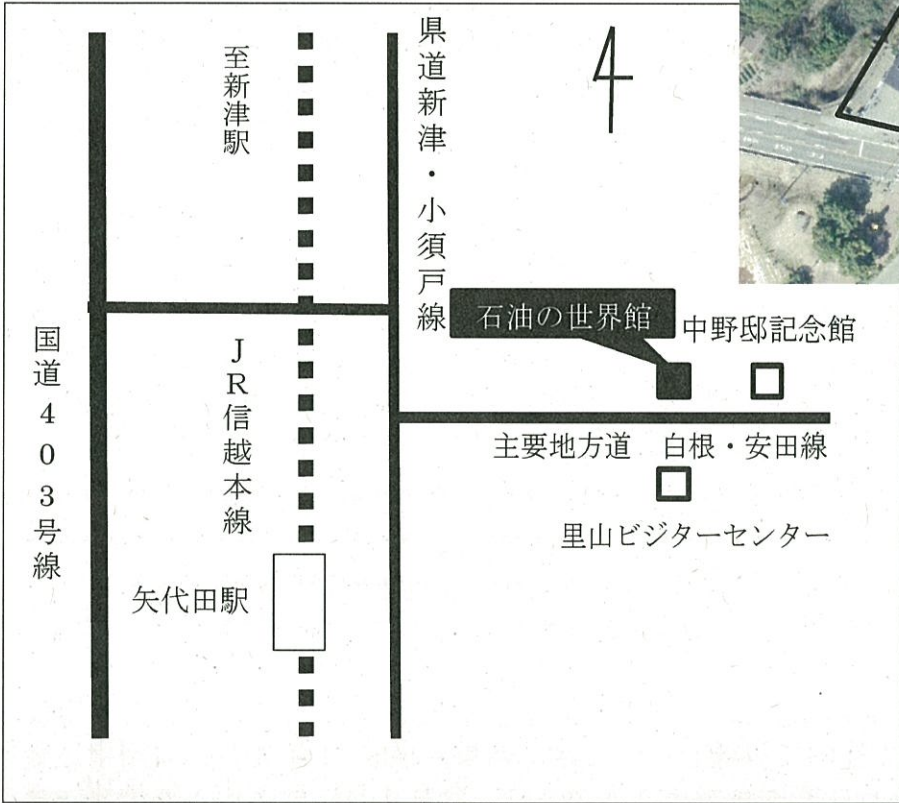 至新津駅
県道新津・小須戸線
石油の世界館
中野邸記念館
国道403号線
JR信越本線
主要地方道　白根・安田線
里山ビジターセンター
矢代田駅